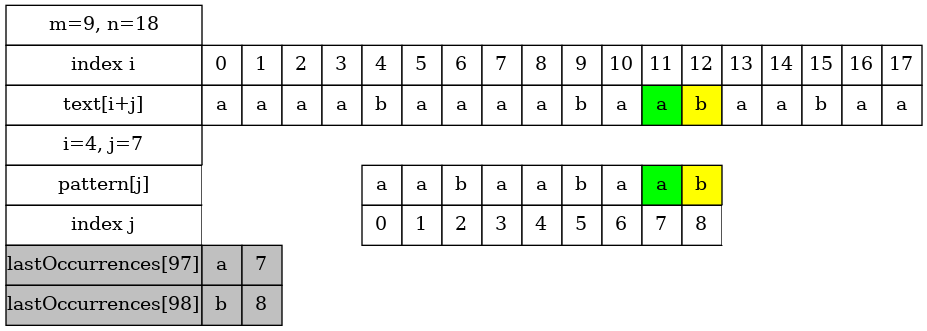 m=9, n=18
index i 0 1 2 3 4 5 6 7 8 9 10 11 12 13 14 15 16 17
text[i+j] a a a a b a a a a b a a b a a b a a
i=4, j=7
pattern[j] a a b a a b a a b
index j 0 1 2 3 4 5 6 7 8
lastOccurrences[97] a 7
lastOccurrences[98] b 8